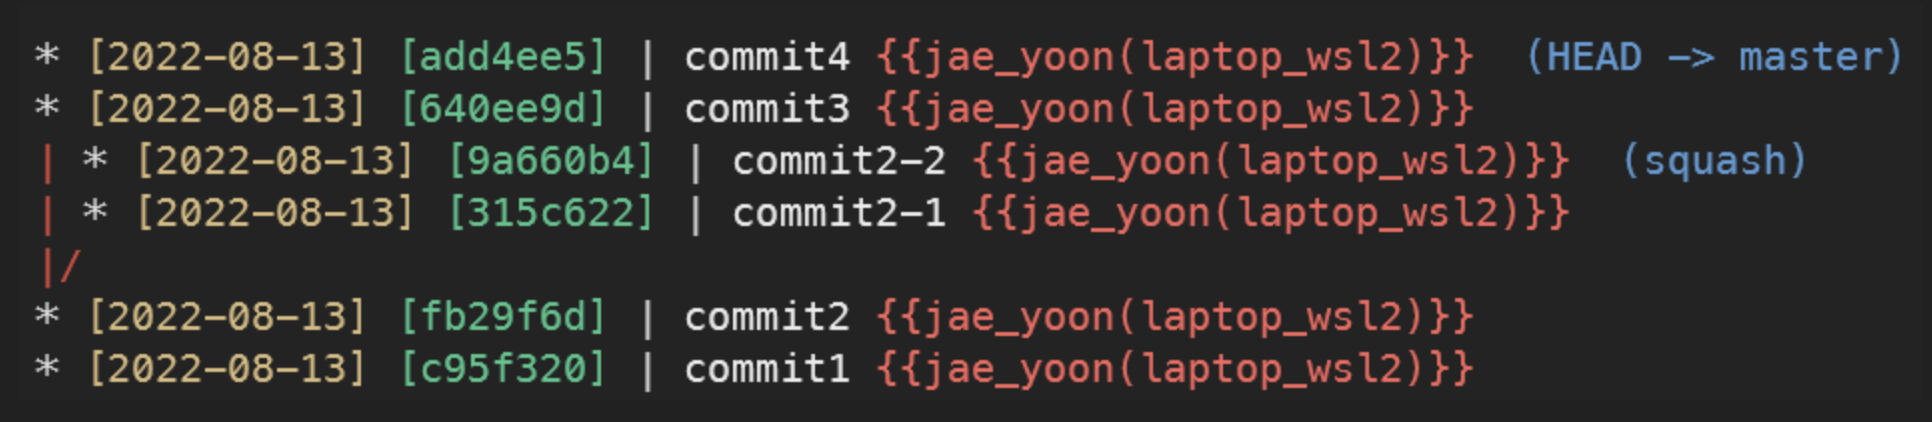 * [2022-08-13] [add4ee5] | commit4 {{jae_yoon(laptop_wsl2)}}  (HEAD -> master)
* [2022-08-13] [640ee9d] | commit3 {{jae_yoon(laptop_wsl2)}}
| * [2022-08-13] [9a660b4] | commit2-2 {{jae_yoon(laptop_wsl2)}}  (squash)
| * [2022-08-13] [315c622] | commit2-1 {{jae_yoon(laptop_wsl2)}}
|/
* [2022-08-13] [fb29f6d] | commit2 {{jae_yoon(laptop_wsl2)}}
* [2022-08-13] [c95f320] | commit1 {{jae_yoon(laptop_wsl2)}}